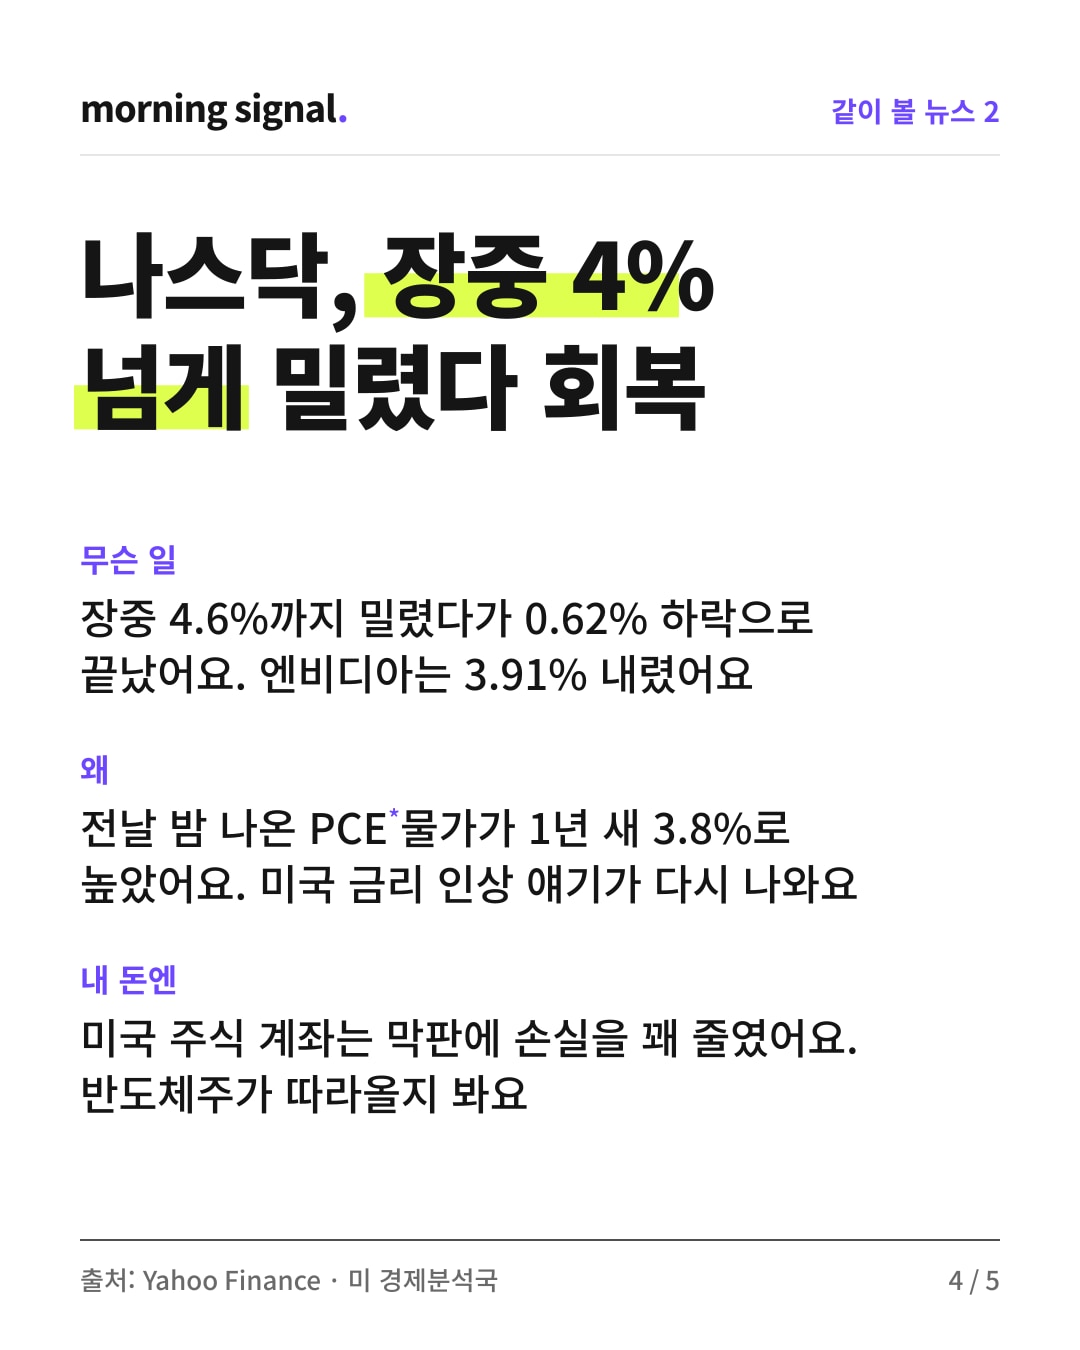 morning signal.
같이 볼 뉴스 2
나스닥, 장중 4%
넘게 밀렸다 회복
무슨 일
장중 4.6%까지 밀렸다가 0.62% 하락으로
끝났어요. 엔비디아는 3.91% 내렸어요
왜
전날 밤 나온 PCE*물가가 1년 새 3.8%로
높았어요. 미국 금리 인상 얘기가 다시 나와요
내 돈엔
미국 주식 계좌는 막판에 손실을 꽤 줄였어요.
반도체주가 따라올지 봐요
출처: Yahoo Finance · 미 경제분석국
4 / 5